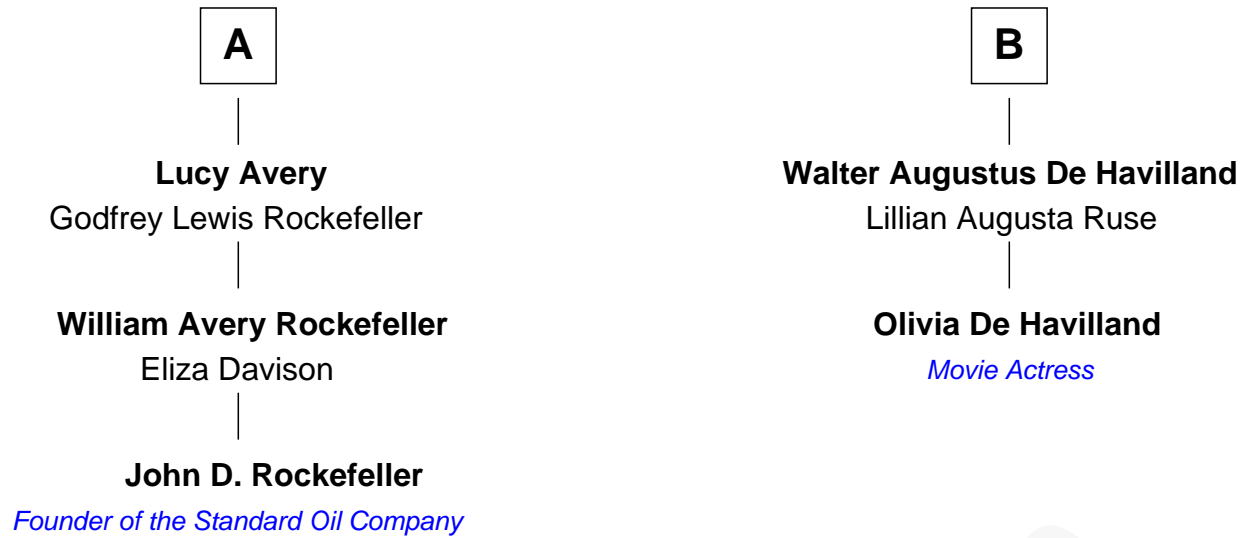 A
B
Lucy Avery
Godfrey Lewis Rockefeller
Walter Augustus De Havilland
Lillian Augusta Ruse
William Avery Rockefeller
Eliza Davison
Olivia De Havilland
Movie Actress
John D. Rockefeller
Founder of the Standard Oil Company